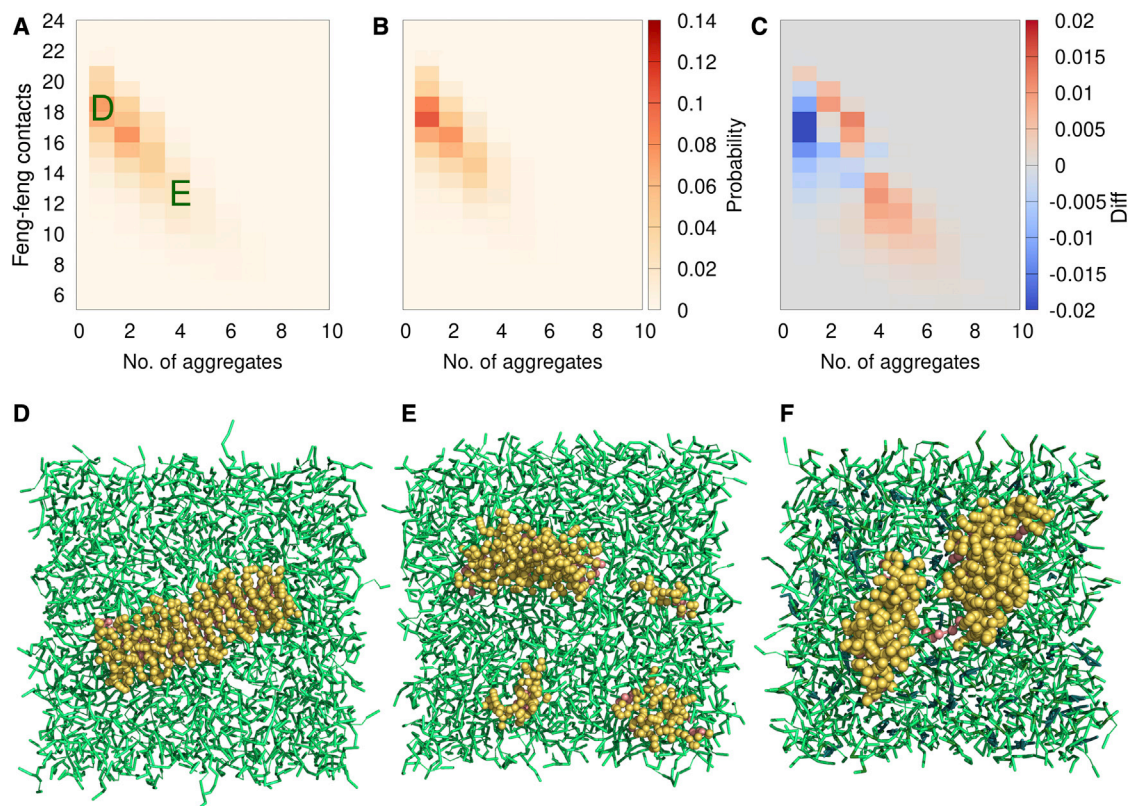 A
B
C
24
22
20
18
16
14
12
10
8
6
Feng-feng contacts
D
E
0 2 4 6 8 10
No. of aggregates
0 2 4 6 8 10
No. of aggregates
0.14
0.12
0.1
0.08
0.06
0.04
0.02
0
Probability
0 2 4 6 8 10
No. of aggregates
0.02
0.015
0.01
0.005
0
-0.005
-0.01
-0.015
-0.02
Diff
D
E
F